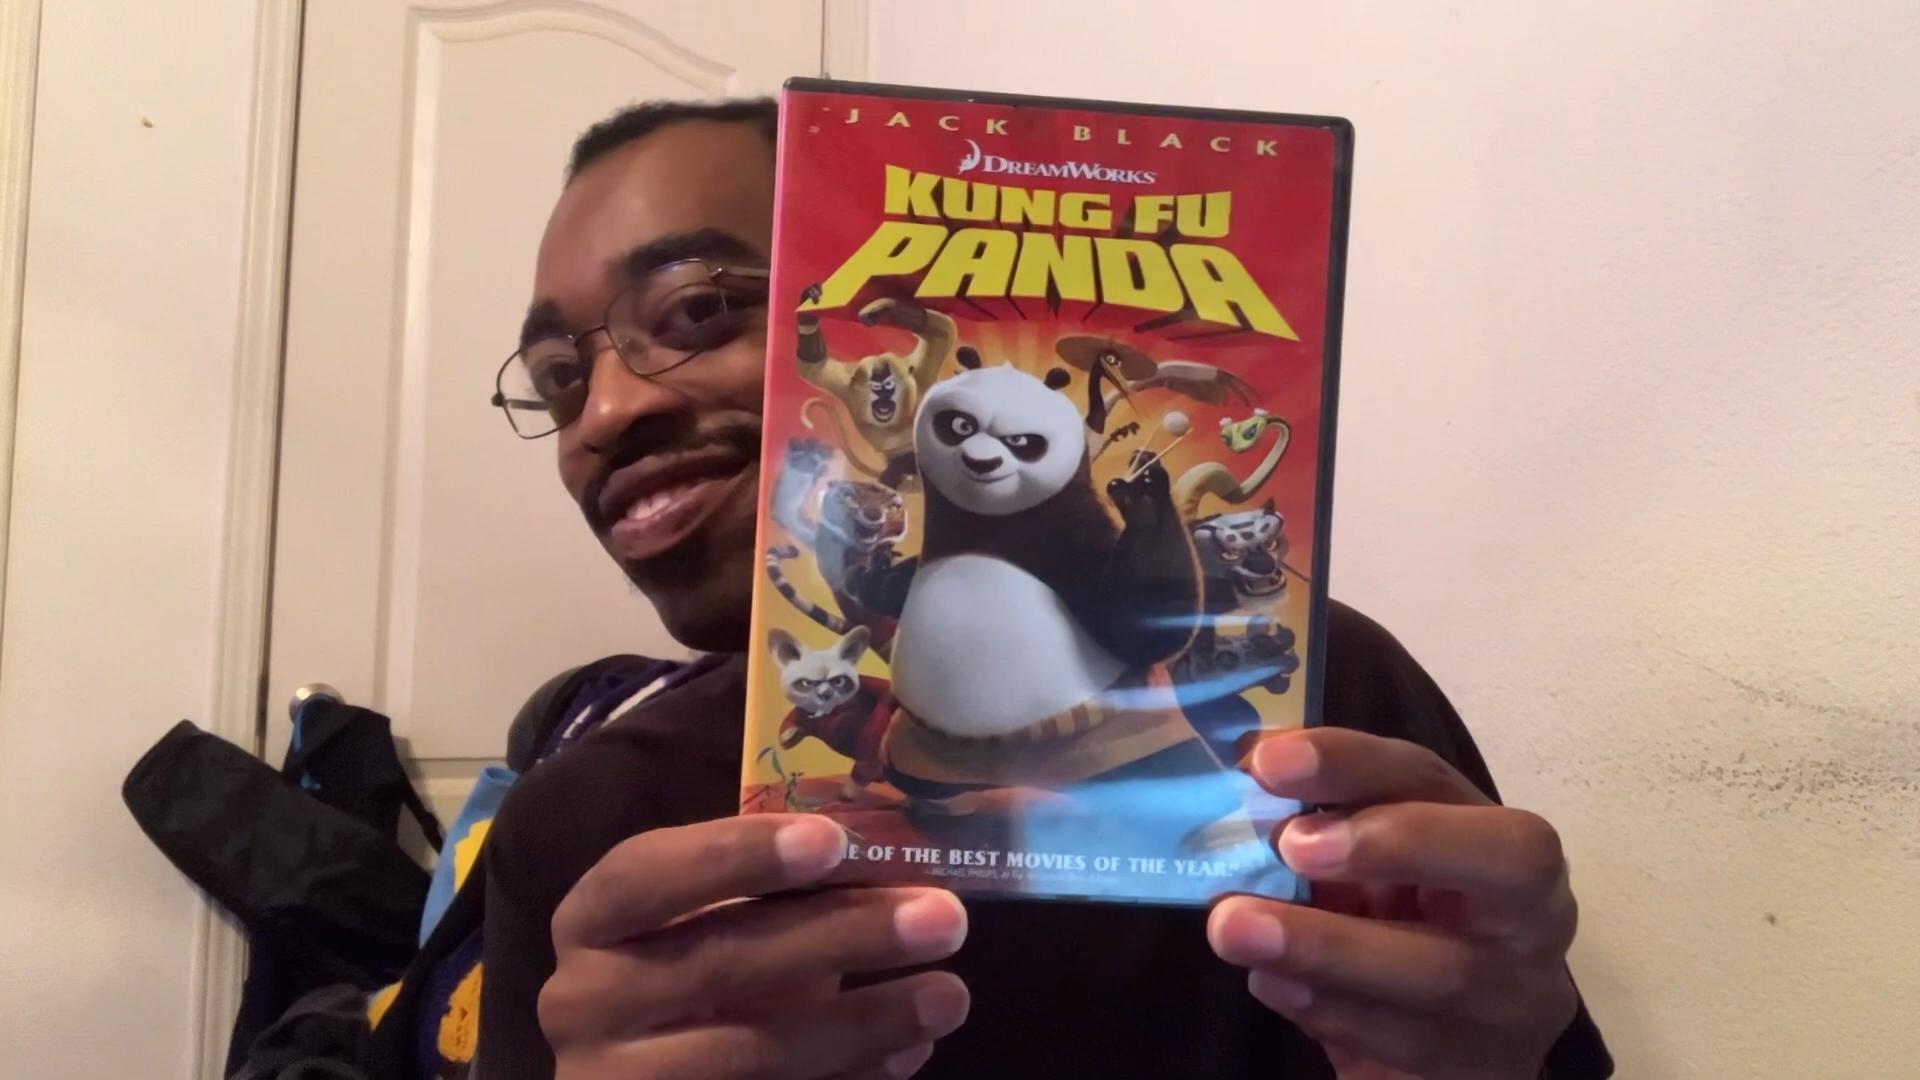 JACK BLACK
DREAMWORKS
KUNG FU
PANDA
OF THE BEST MOVIES OF THE YEAR!"